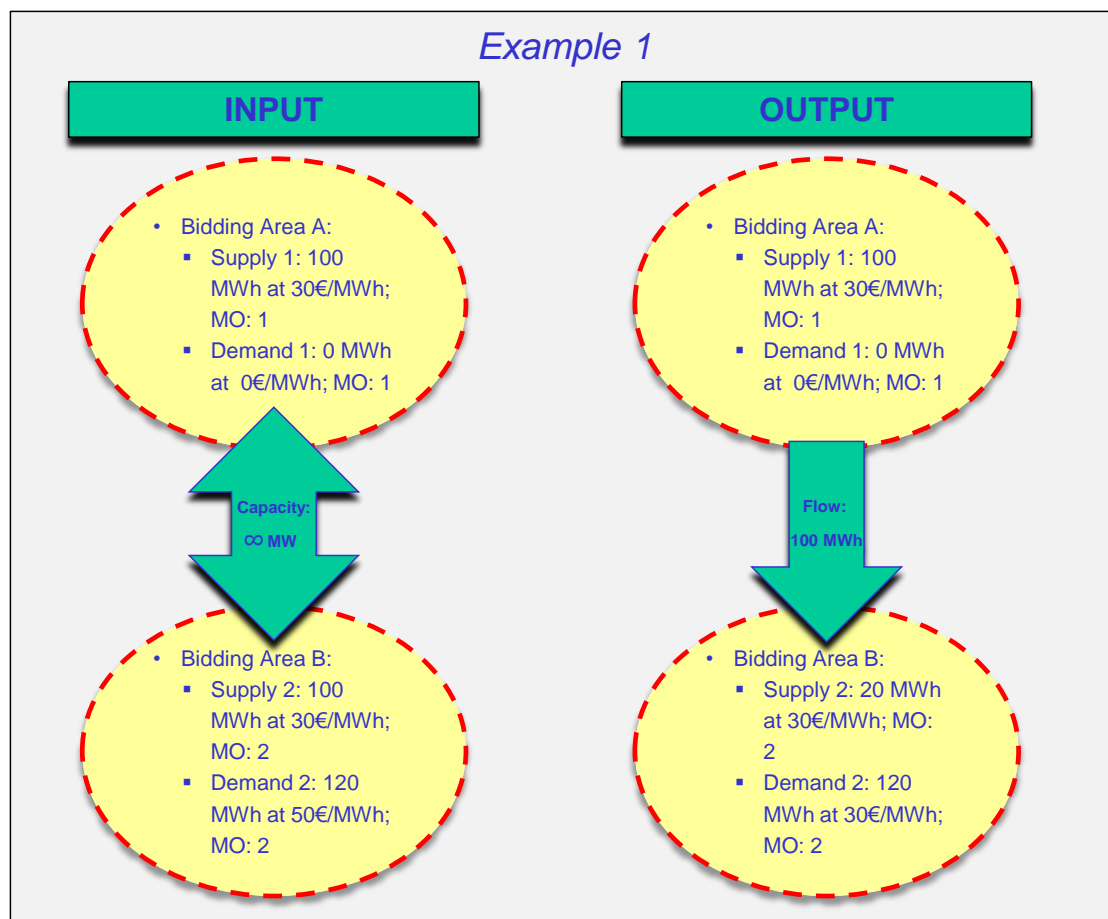 Example 1
INPUT
• Bidding Area A:
▪ Supply 1: 100
MWh at 30€/MWh;
MO: 1
▪ Demand 1: 0 MWh
at 0€/MWh; MO: 1
Capacity:
∞ MW
• Bidding Area B:
▪ Supply 2: 100
MWh at 30€/MWh;
MO: 2
▪ Demand 2: 120
MWh at 50€/MWh;
MO: 2
OUTPUT
• Bidding Area A:
▪ Supply 1: 100
MWh at 30€/MWh;
MO: 1
▪ Demand 1: 0 MWh
at 0€/MWh; MO: 1
Flow:
100 MWh
• Bidding Area B:
▪ Supply 2: 20 MWh
at 30€/MWh; MO:
2
▪ Demand 2: 120
MWh at 30€/MWh;
MO: 2